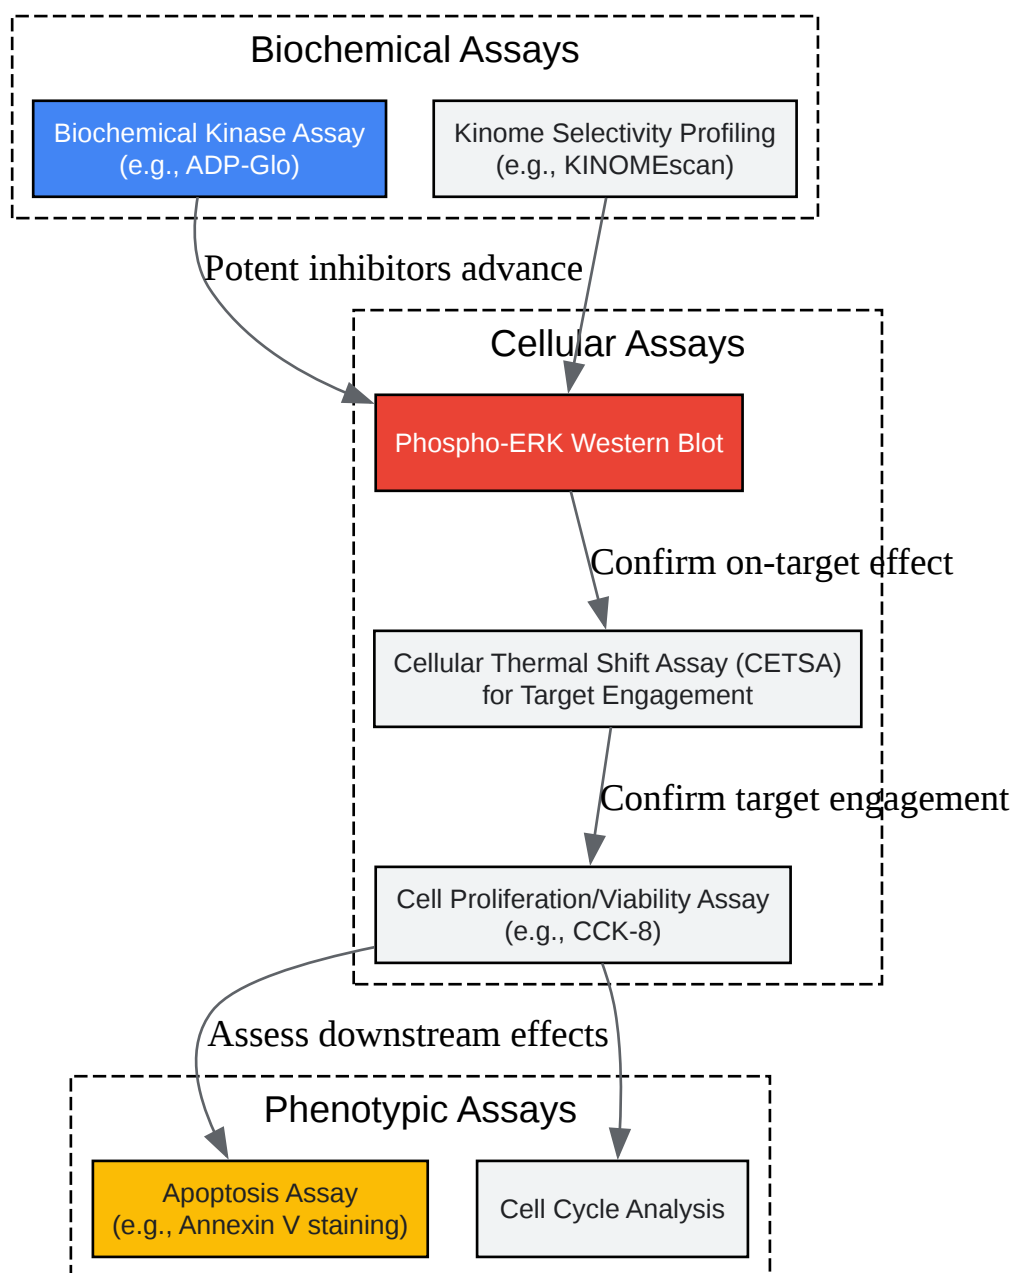 Biochemical Assays
Biochemical Kinase Assay
(e.g., ADP-Glo)
Kinome Selectivity Profiling
(e.g., KINOMEscan)
Potent inhibitors advance
Cellular Assays
Phospho-ERK Western Blot
Confirm on-target effect
Cellular Thermal Shift Assay (CETSA)
for Target Engagement
Confirm target engagement
Cell Proliferation/Viability Assay
(e.g., CCK-8)
Assess downstream effects
Phenotypic Assays
Apoptosis Assay
(e.g., Annexin V staining)
Cell Cycle Analysis